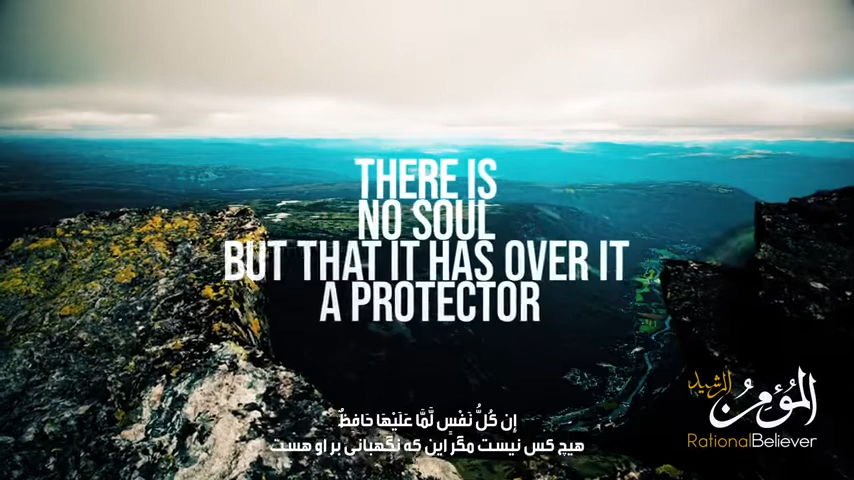 THERE IS
NO SOUL
BUT THAT IT HAS OVER IT
A PROTECTOR
إِن كُلُّ نَفْسٍ لَّمَّا عَلَيْهَا حَافِظٌ
هیچ کس نیست مگر این که نگهبانی بر او هست
المؤمن الرشيد
RationalBeliever